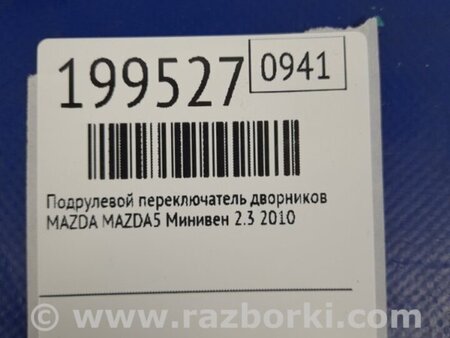 199527 0941
Подрулевой переключатель дворников
MAZDA MAZDA5 Минивен 2.3 2010
www.razborki.com